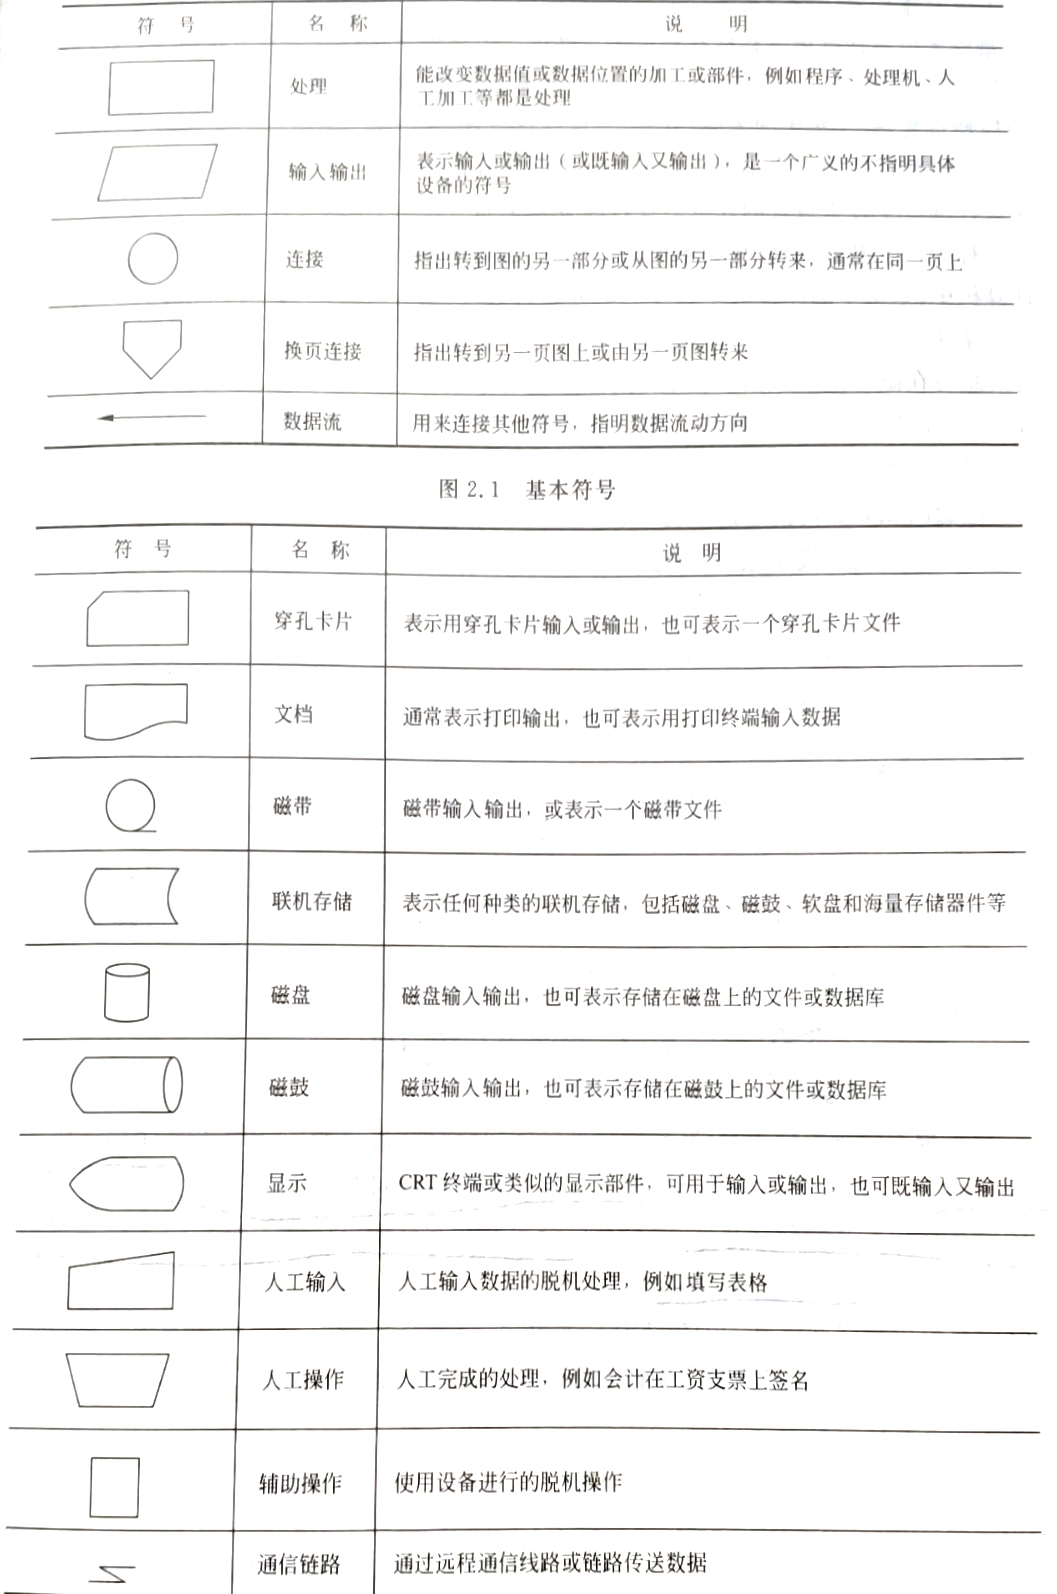 符 号 名 称 说 明
处理 能改变数据值或数据位置的加工或部件，例如程序、处理机、人
工加工等都是处理
输入输出 表示输入或输出（或既输入又输出），是一个广义的不指明具体
设备的符号
连接 指出转到图的另一部分或从图的另一部分转来，通常在同一页上
换页连接 指出转到另一页图上或由另一页图转来
数据流 用来连接其他符号，指明数据流动方向
图 2.1 基本符号
符 号 名 称 说 明
穿孔卡片 表示用穿孔卡片输入或输出，也可表示一个穿孔卡片文件
文档 通常表示打印输出，也可表示用打印终端输入数据
磁带 磁带输入输出，或表示一个磁带文件
联机存储 表示任何种类的联机存储，包括磁盘、磁鼓、软盘和海量存储器件等
磁盘 磁盘输入输出，也可表示存储在磁盘上的文件或数据库
磁鼓 磁鼓输入输出，也可表示存储在磁鼓上的文件或数据库
显示 CRT 终端或类似的显示部件，可用于输入或输出，也可既输入又输出
人工输入 人工输入数据的脱机处理，例如填写表格
人工操作 人工完成的处理，例如会计在工资支票上签名
辅助操作 使用设备进行的脱机操作
通信链路 通过远程通信线路或链路传送数据